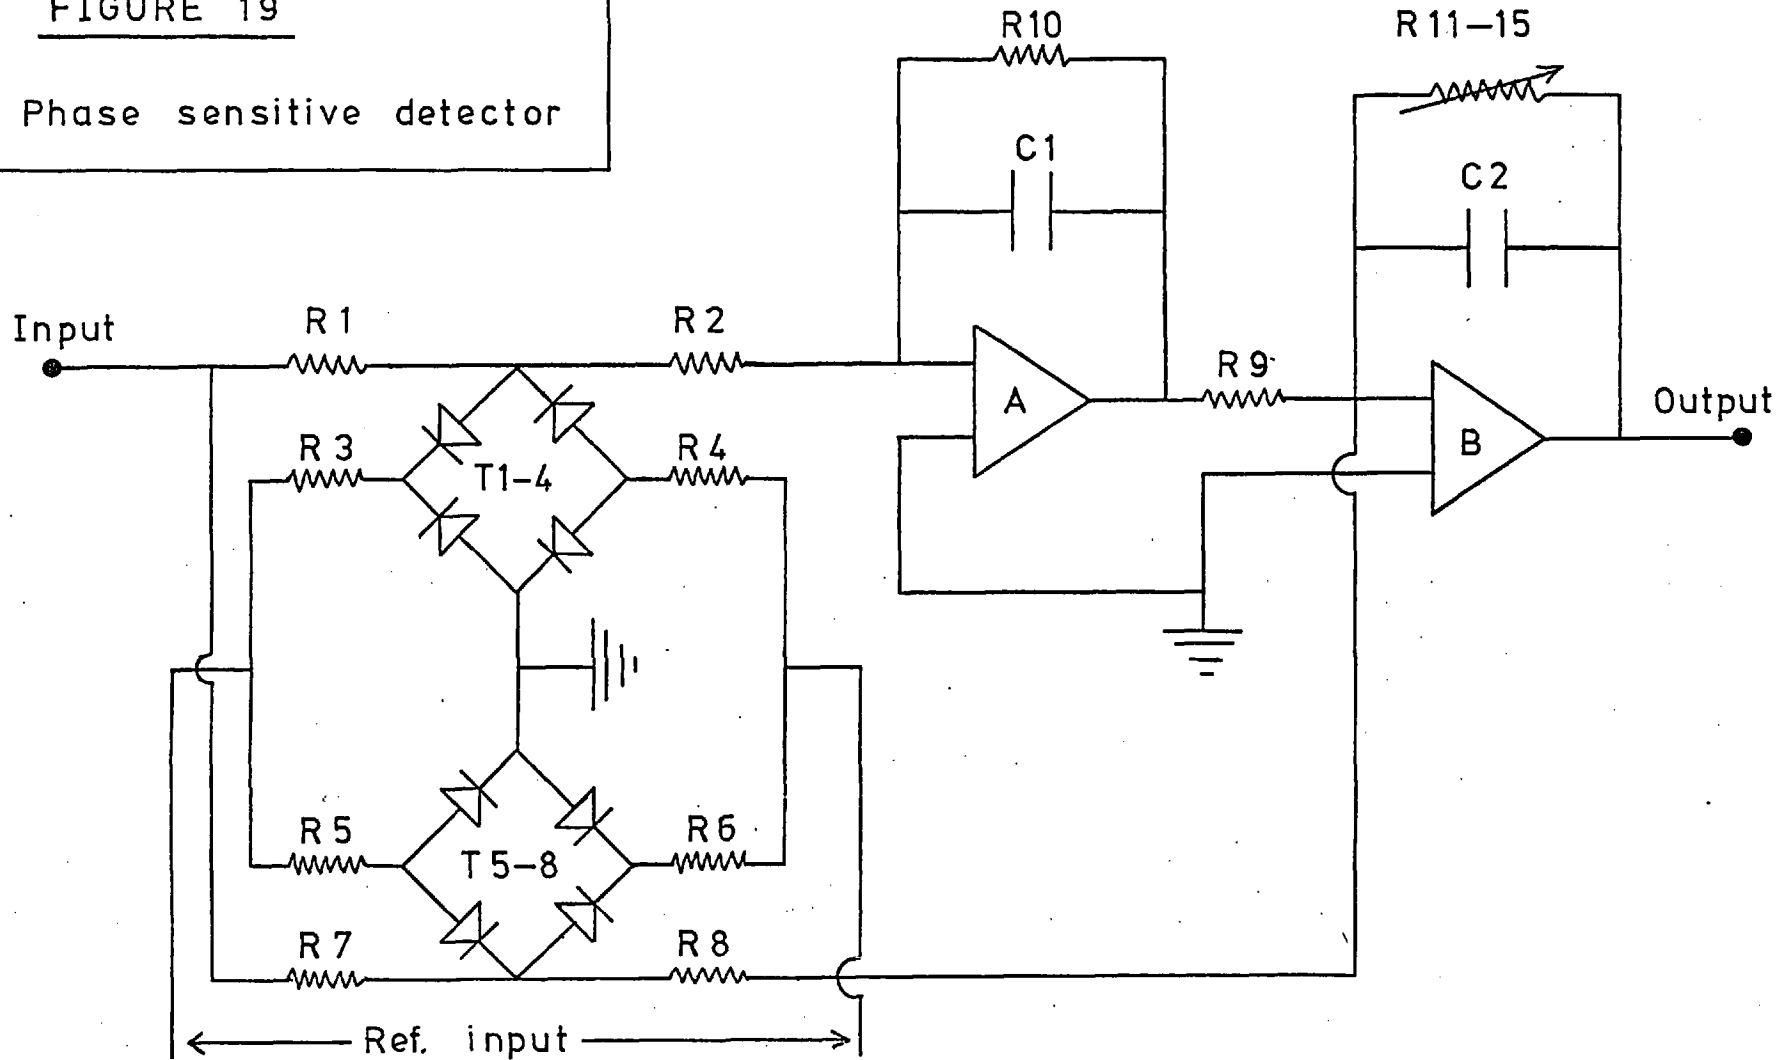 FIGURE 19
Phase sensitive detector
R10
R11-15
C1
C2
Input
R1
R2
A
R9
B
Output
R3
T1-4
R4
R5
T5-8
R6
R7
R8
Ref. input